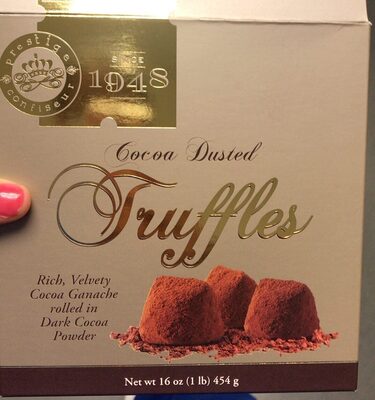 prestige
confiseur
SINCE
1948
Cocoa Dusted
Truffles
Rich, Velvety
Cocoa Ganache
rolled in
Dark Cocoa
Powder
Net wt 16 oz (1 lb) 454 g